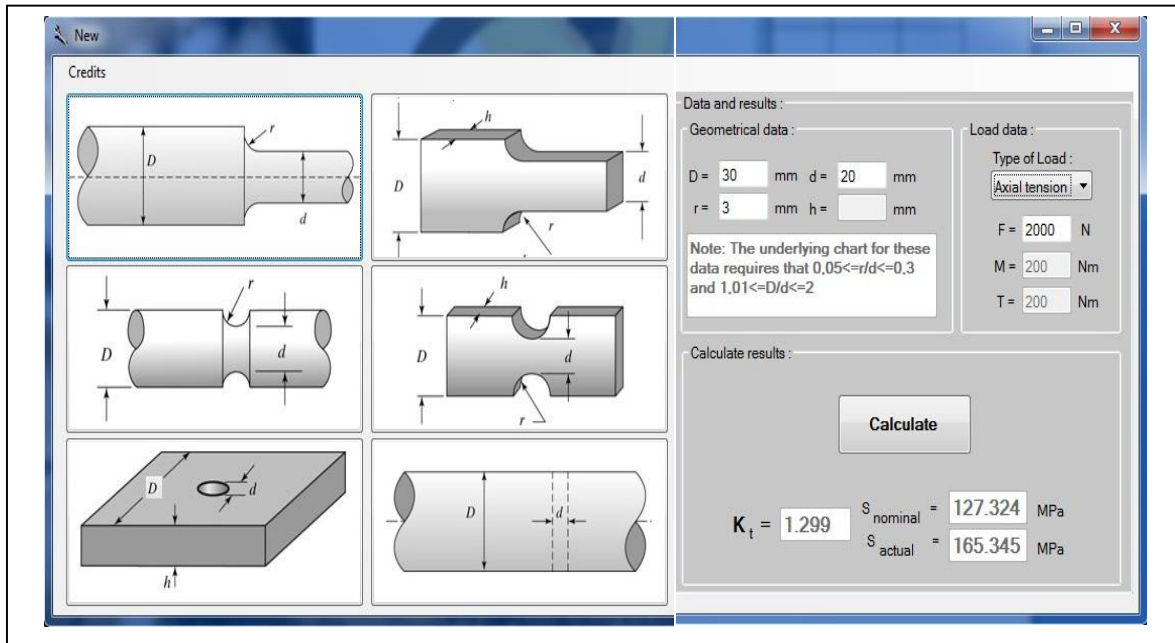 New
Credits
r
D
d
h
D
d
r
r
D
d
h
D
d
r
D
d
h
D
d
Data and results :
Geometrical data :
D = 30 mm d = 20 mm
r = 3 mm h = mm
Note: The underlying chart for these
data requires that 0,05<=r/d<=0,3
and 1,01<=D/d<=2
Load data :
Type of Load :
Axial tension
F = 2000 N
M = 200 Nm
T = 200 Nm
Calculate results :
Calculate
K t = 1.299
S nominal = 127.324 MPa
S actual = 165.345 MPa